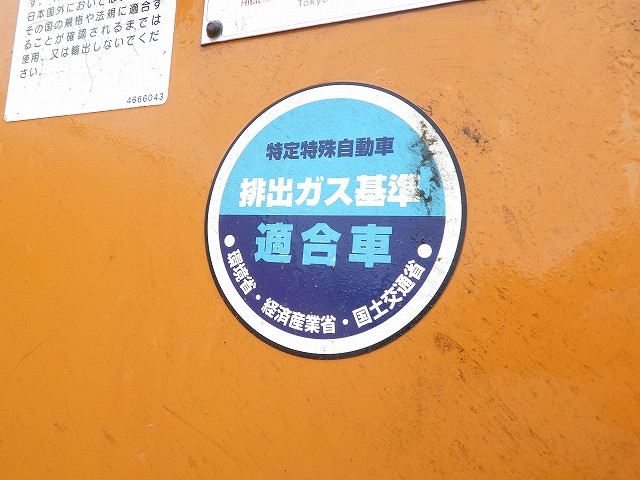 日本国外においては、
その国の規格や法規に適合す
ることが確認されるまでは
使用、又は輸出しないでくだ
さい。
4666043
Hitachi
Tokyo
特定特殊自動車
排出ガス基準
適合車
●環境省・経済産業省・国土交通省●